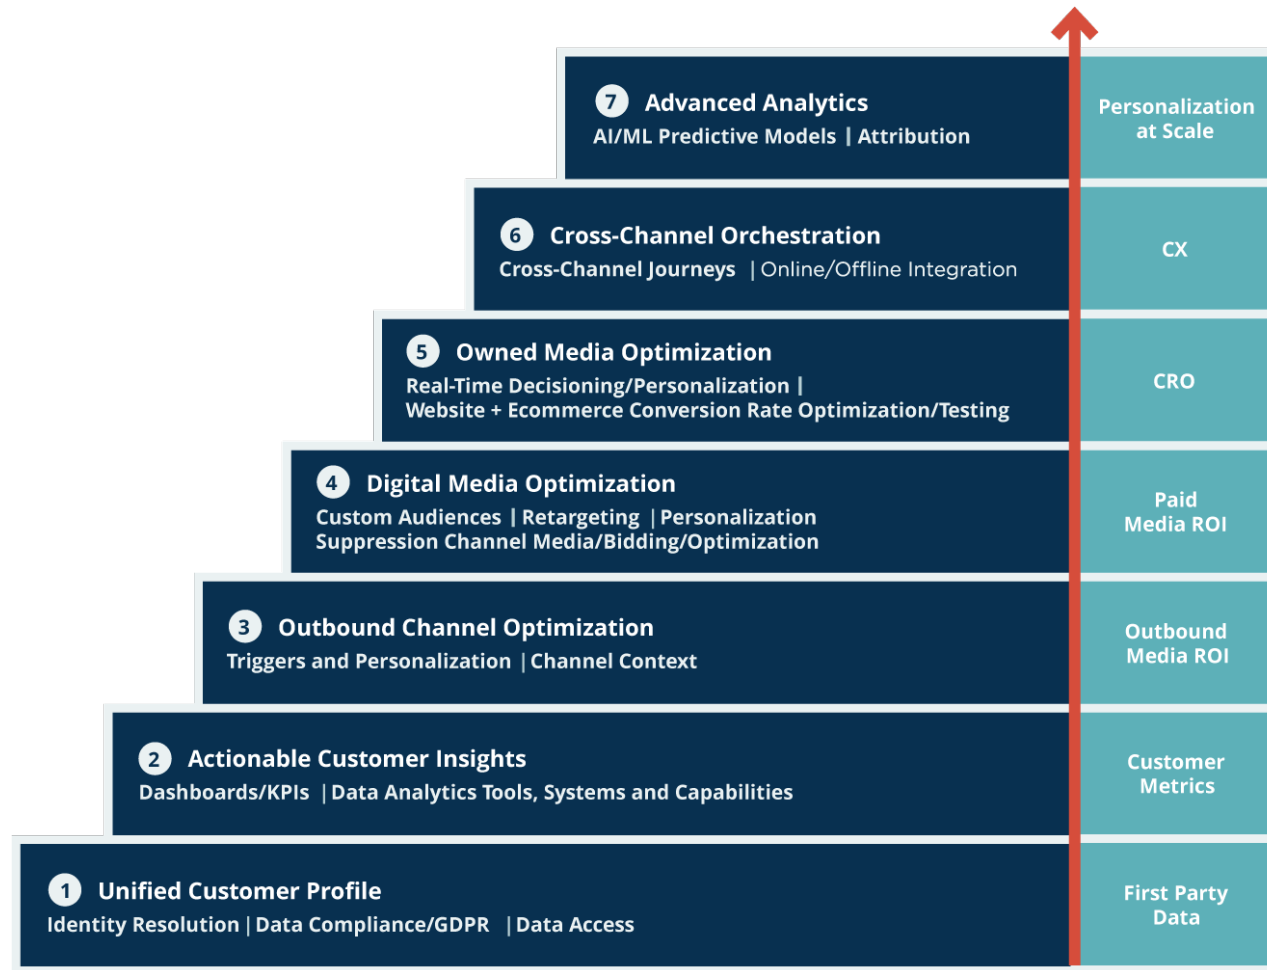 7 Advanced Analytics
AI/ML Predictive Models | Attribution
Personalization
at Scale
6 Cross-Channel Orchestration
Cross-Channel Journeys | Online/Offline Integration
CX
5 Owned Media Optimization
Real-Time Decisioning/Personalization |
Website + Ecommerce Conversion Rate Optimization/Testing
CRO
4 Digital Media Optimization
Custom Audiences | Retargeting | Personalization
Suppression Channel Media/Bidding/Optimization
Paid
Media ROI
3 Outbound Channel Optimization
Triggers and Personalization | Channel Context
Outbound
Media ROI
2 Actionable Customer Insights
Dashboards/KPIs | Data Analytics Tools, Systems and Capabilities
Customer
Metrics
1 Unified Customer Profile
Identity Resolution | Data Compliance/GDPR | Data Access
First Party
Data